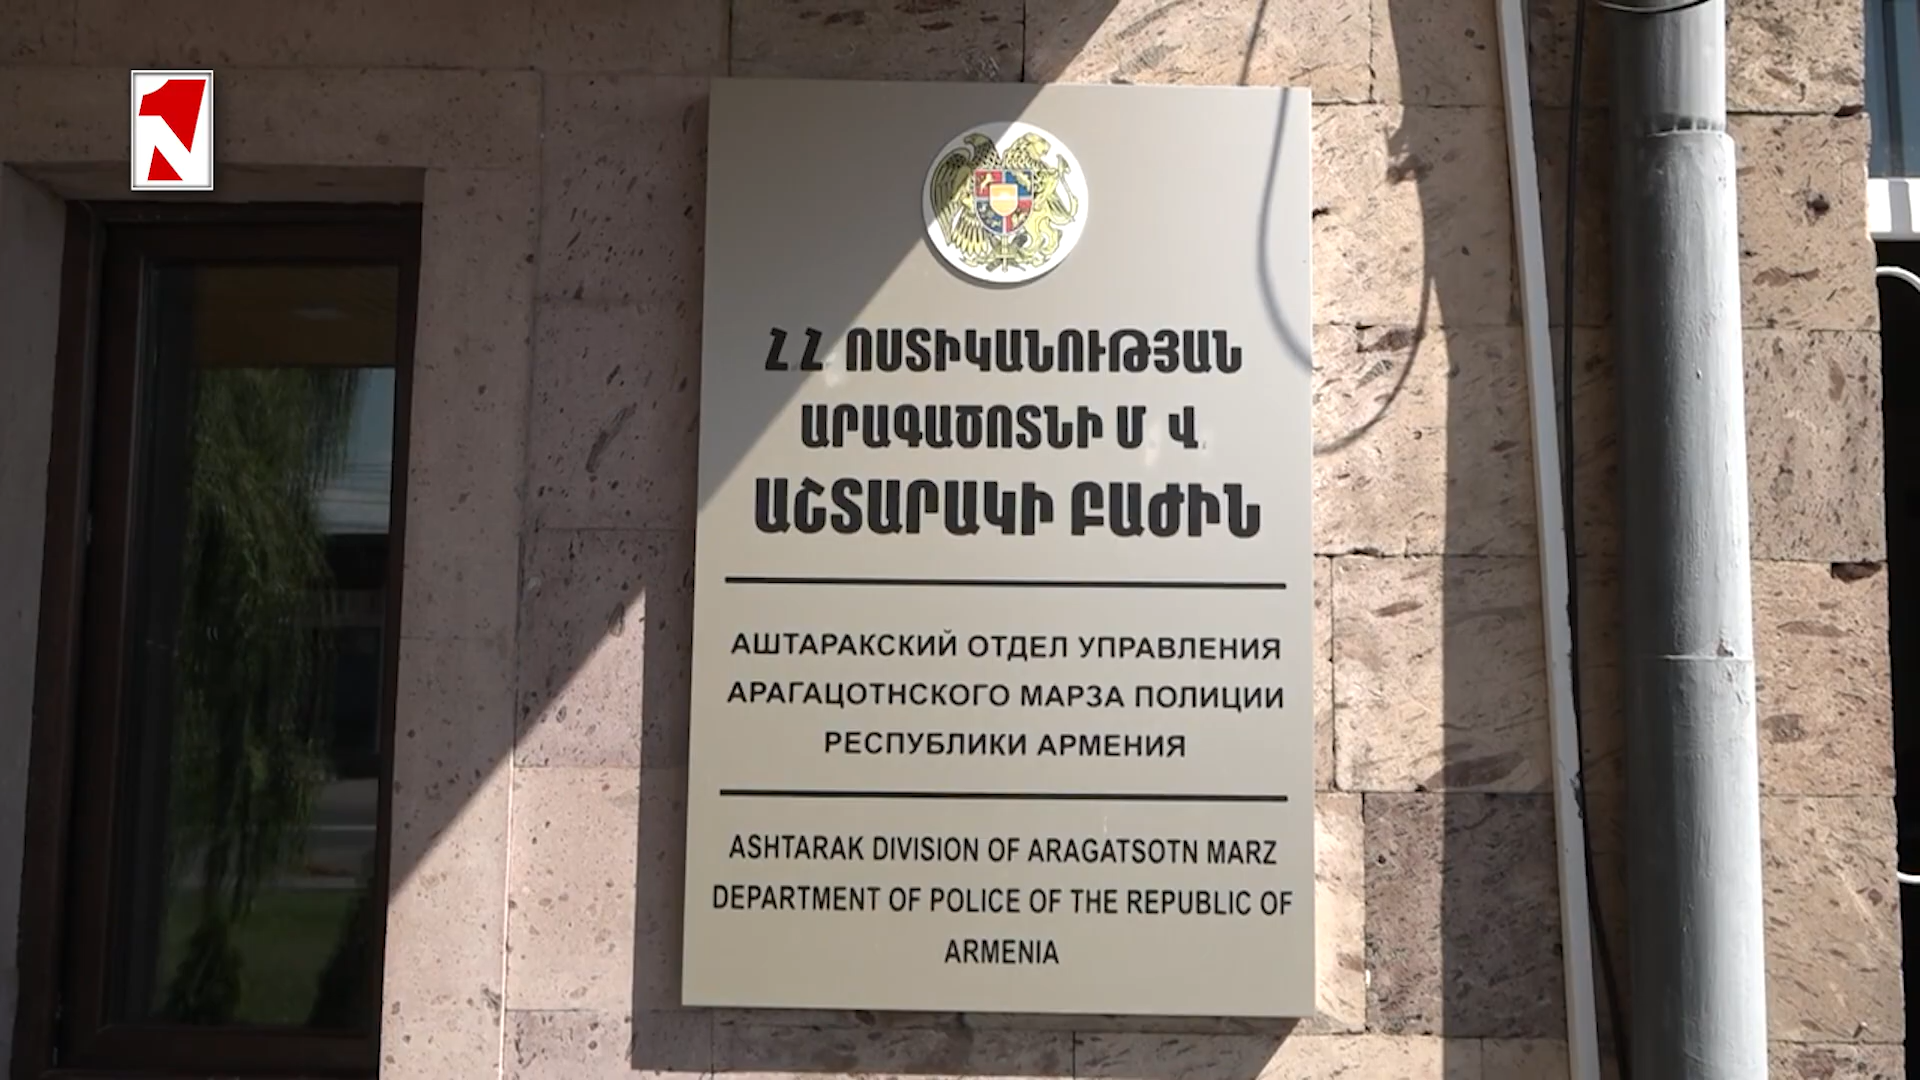 Հ.Հ. ՈՍՏԻԿԱՆՈՒԹՅԱՆ
ԱՐԱԳԱԾՈՏՆԻ Մ Վ.
ԱՇՏԱՐԱԿԻ ԲԱԺԻՆ
АШТАРАКСКИЙ ОТДЕЛ УПРАВЛЕНИЯ
АРАГАЦОТНСКОГО МАРЗА ПОЛИЦИИ
РЕСПУБЛИКИ АРМЕНИЯ
ASHTARAK DIVISION OF ARAGATSOTN MARZ
DEPARTMENT OF POLICE OF THE REPUBLIC OF
ARMENIA